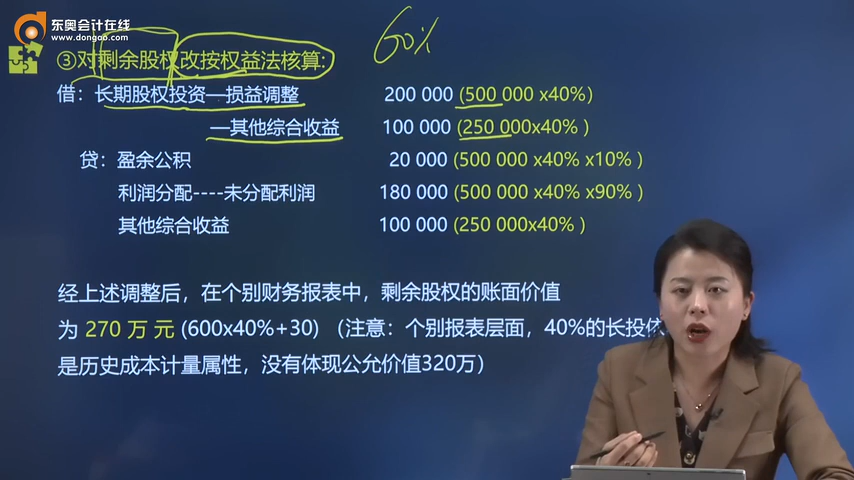 东奥会计在线
www.dongao.com
60%
③对剩余股权改按权益法核算:
借：长期股权投资—损益调整 200 000 (500 000 x40%)
—其他综合收益 100 000 (250 000x40% )
贷：盈余公积 20 000 (500 000 x40% x10% )
利润分配----未分配利润 180 000 (500 000 x40% x90% )
其他综合收益 100 000 (250 000x40% )
经上述调整后，在个别财务报表中，剩余股权的账面价值
为 270 万 元 (600x40%+30) （注意：个别报表层面，40%的长投
是历史成本计量属性，没有体现公允价值320万）